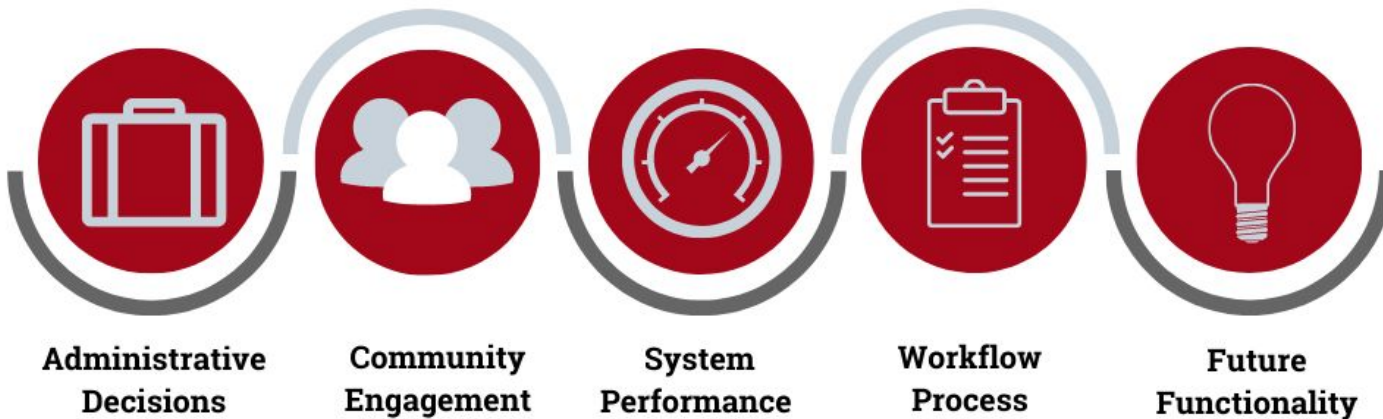 Administrative
Decisions
Community
Engagement
System
Performance
Workflow
Process
Future
Functionality